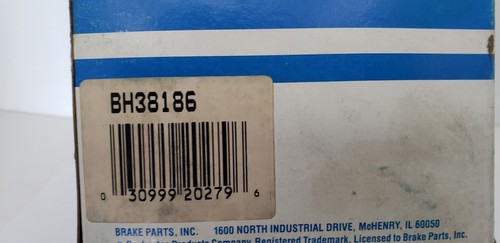 BH38186
0 30999 20279 6
BRAKE PARTS, INC. 1600 NORTH INDUSTRIAL DRIVE, McHENRY, IL 60050
Products Company. Registered Trademark. Licensed to Brake Parts, Inc.